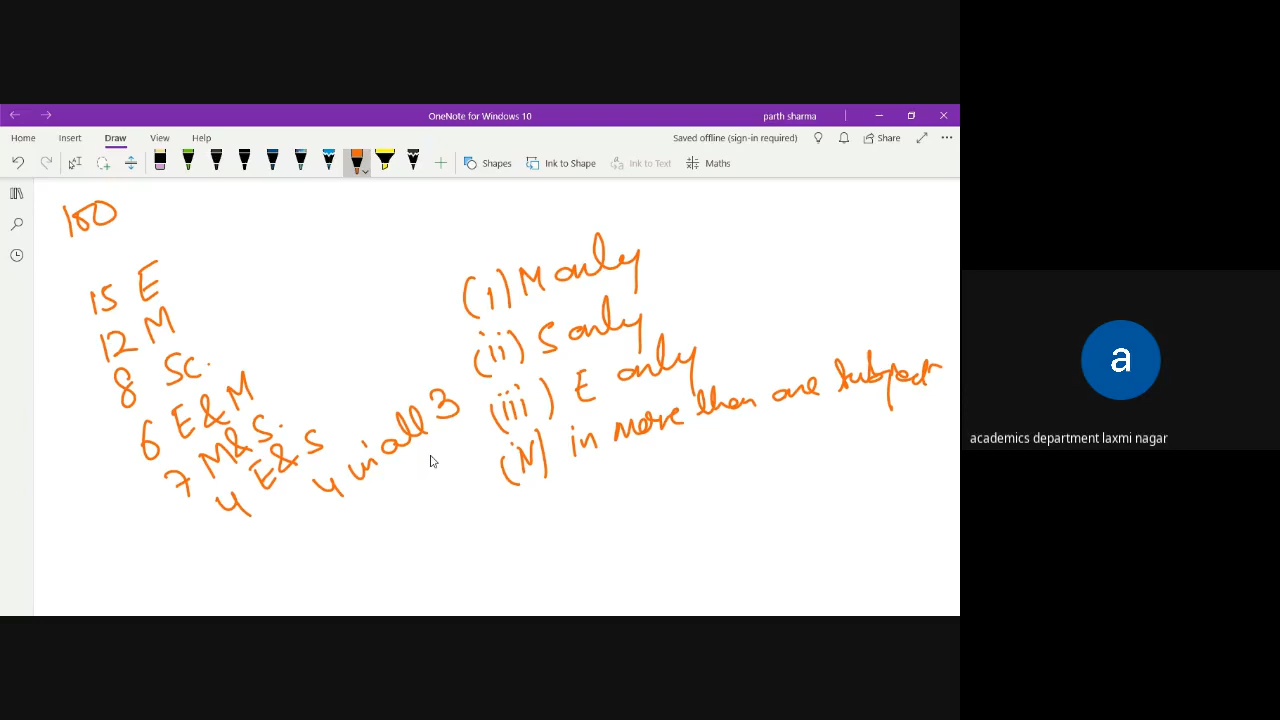 OneNote for Windows 10
parth sharma
Home Insert Draw View Help
Saved offline (sign-in required)
Share
Shapes
Ink to Shape
Ink to Text
Maths
100
15 E
12 M
8 Sc.
6 E & M
7 M & S.
4 E & S
4 in all 3
(i) M only
(ii) S only
(iii) E only
(iv) in more than one subject
a
academics department laxmi nagar